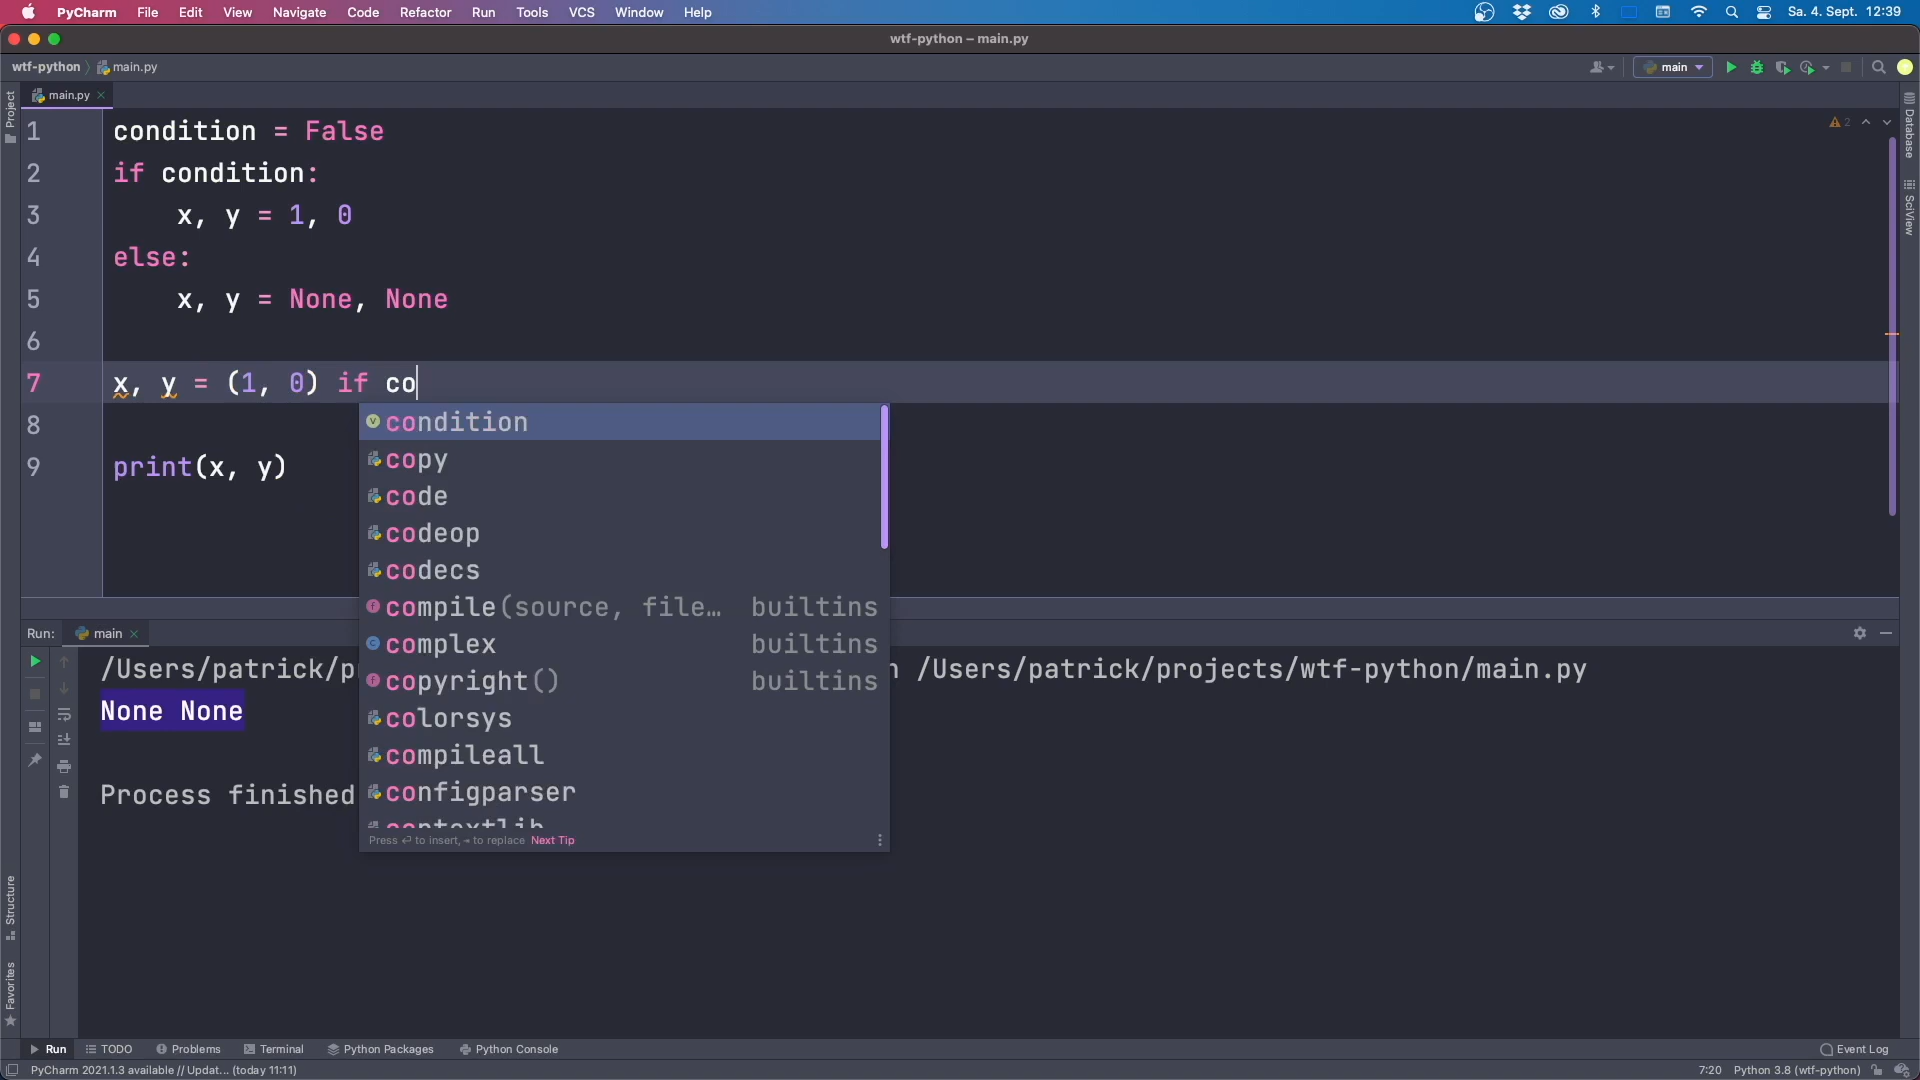 PyCharm File Edit View Navigate Code Refactor Run Tools VCS Window Help Sa. 4. Sept. 12:39
wtf-python – main.py
wtf-python main.py main
Project
main.py
1 condition = False
2 if condition:
3 x, y = 1, 0
4 else:
5 x, y = None, None
6
7 x, y = (1, 0) if co
8
9 print(x, y)
2
Database
SciView
condition
copy
code
codeop
codecs
compile(source, file… builtins
complex builtins
copyright() builtins
colorsys
compileall
configparser
contextlib
Press ⏎ to insert, ⇥ to replace Next Tip
Run: main
/Users/patrick/p n /Users/patrick/projects/wtf-python/main.py
None None
Process finished
Structure
Favorites
Run TODO Problems Terminal Python Packages Python Console Event Log
PyCharm 2021.1.3 available // Updat... (today 11:11) 7:20 Python 3.8 (wtf-python)